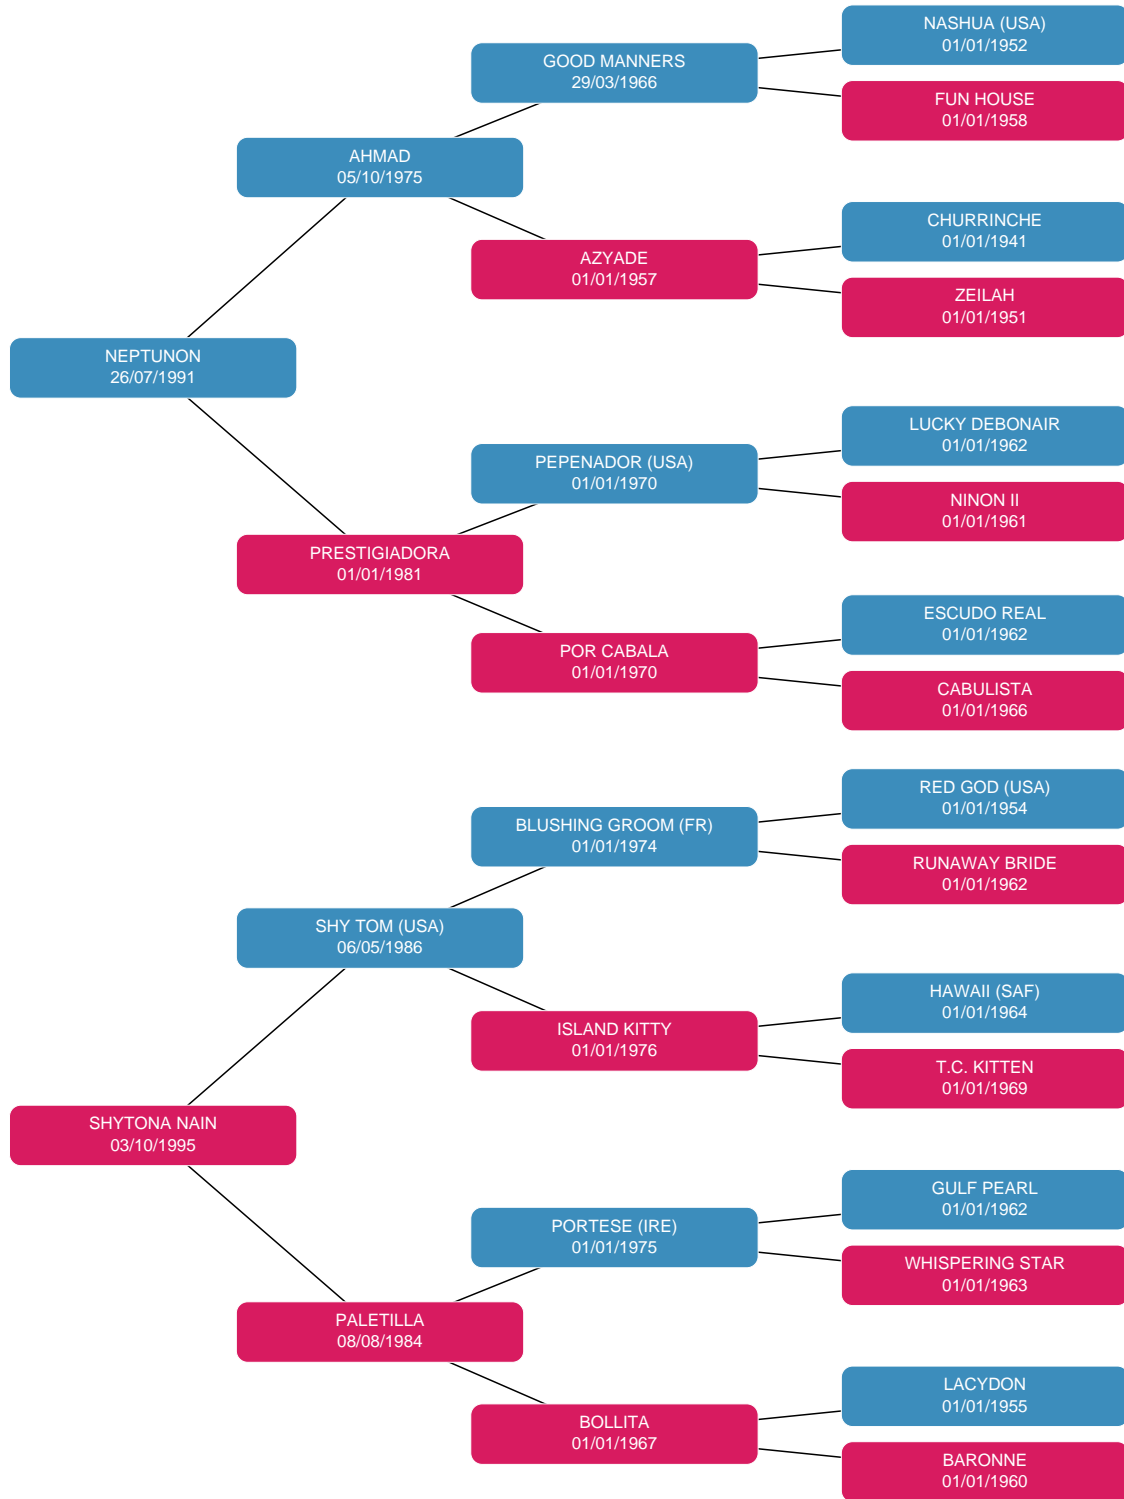 NASHUA (USA)
01/01/1952
GOOD MANNERS
29/03/1966
FUN HOUSE
01/01/1958
AHMAD
05/10/1975
CHURRINCHE
01/01/1941
AZYADE
01/01/1957
ZEILAH
01/01/1951
NEPTUNON
26/07/1991
LUCKY DEBONAIR
01/01/1962
PEPENADOR (USA)
01/01/1970
NINON II
01/01/1961
PRESTIGIADORA
01/01/1981
ESCUDO REAL
01/01/1962
POR CABALA
01/01/1970
CABULISTA
01/01/1966
RED GOD (USA)
01/01/1954
BLUSHING GROOM (FR)
01/01/1974
RUNAWAY BRIDE
01/01/1962
SHY TOM (USA)
06/05/1986
HAWAII (SAF)
01/01/1964
ISLAND KITTY
01/01/1976
T.C. KITTEN
01/01/1969
SHYTONA NAIN
03/10/1995
GULF PEARL
01/01/1962
PORTESE (IRE)
01/01/1975
WHISPERING STAR
01/01/1963
PALETILLA
08/08/1984
LACYDON
01/01/1955
BOLLITA
01/01/1967
BARONNE
01/01/1960